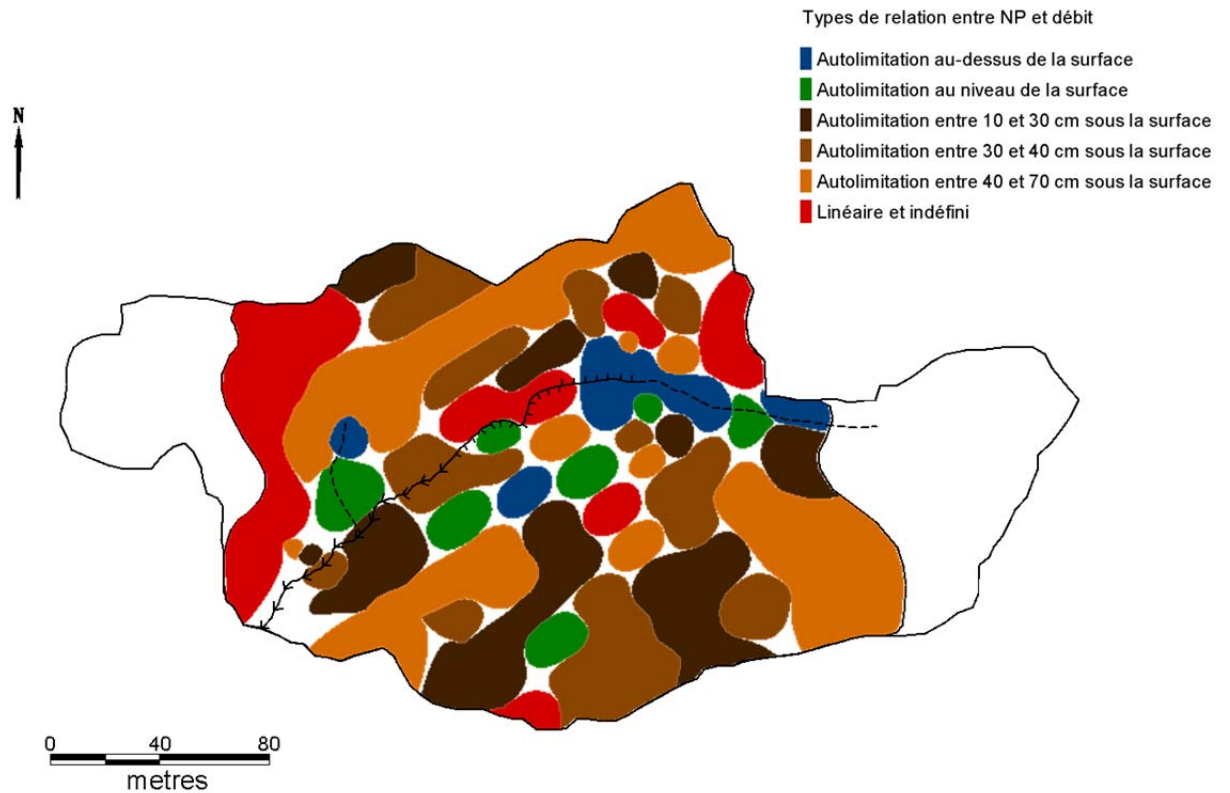 Types de relation entre NP et débit
Autolimitation au-dessus de la surface
Autolimitation au niveau de la surface
Autolimitation entre 10 et 30 cm sous la surface
Autolimitation entre 30 et 40 cm sous la surface
Autolimitation entre 40 et 70 cm sous la surface
Linéaire et indéfini
N
0 40 80
metres